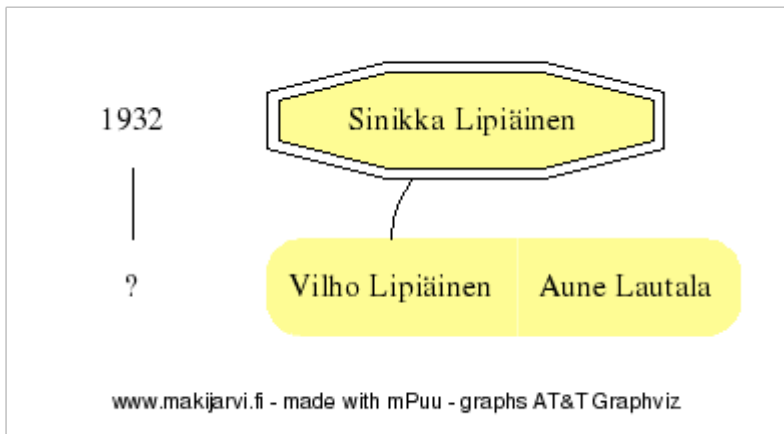 1932 Sinikka Lipiäinen
? Vilho Lipiäinen Aune Lautala
www.makijarvi.fi - made with mPuu - graphs AT&T Graphviz